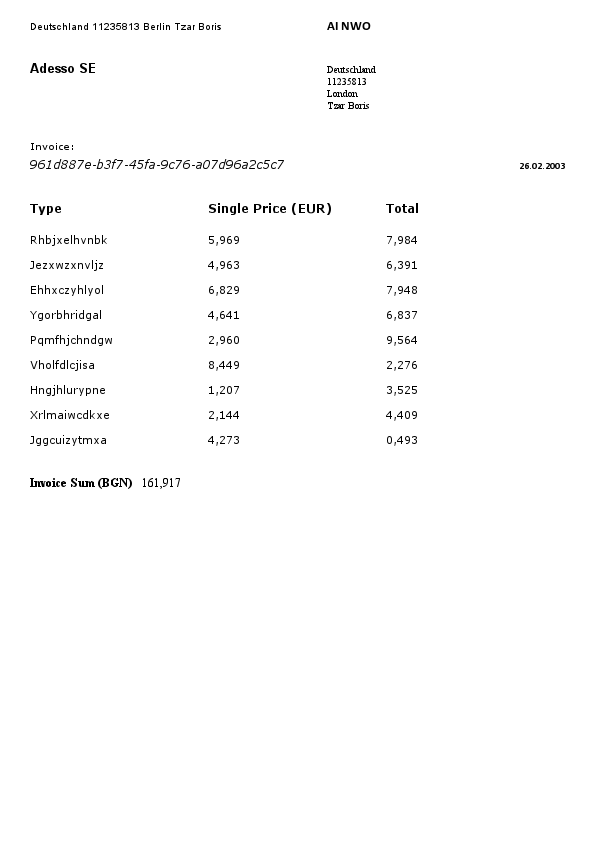 Deutschland 11235813 Berlin Tzar Boris
AI NWO
Adesso SE
Deutschland
11235813
London
Tzar Boris
Invoice:
961d887e-b3f7-45fa-9c76-a07d96a2c5c7
26.02.2003
Type Single Price (EUR) Total
Rhbjxelhvnbk 5,969 7,984
Jezxwzxnvljz 4,963 6,391
Ehhxczyhlyol 6,829 7,948
Ygorbhridgal 4,641 6,837
Pqmfhjchndgw 2,960 9,564
Vholfdlcjisa 8,449 2,276
Hngjhlurypne 1,207 3,525
Xrlmaiwcdkxe 2,144 4,409
Jggcuizytmxa 4,273 0,493
Invoice Sum (BGN) 161,917